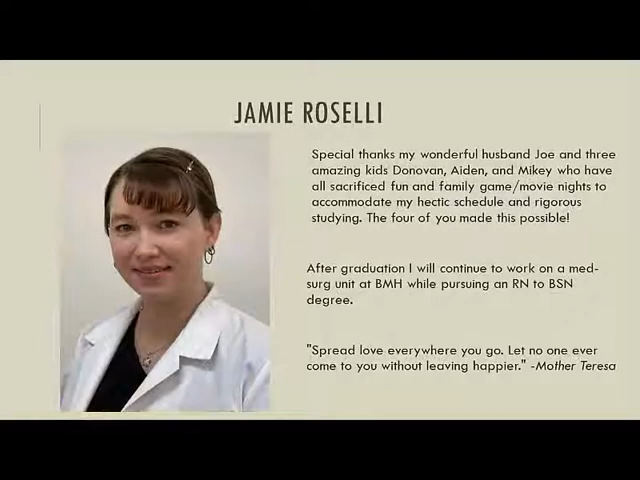 JAMIE ROSELLI
Special thanks my wonderful husband Joe and three
amazing kids Donovan, Aiden, and Mikey who have
all sacrificed fun and family game/movie nights to
accommodate my hectic schedule and rigorous
studying. The four of you made this possible!
After graduation I will continue to work on a med-
surg unit at BMH while pursuing an RN to BSN
degree.
"Spread love everywhere you go. Let no one ever
come to you without leaving happier." -Mother Teresa